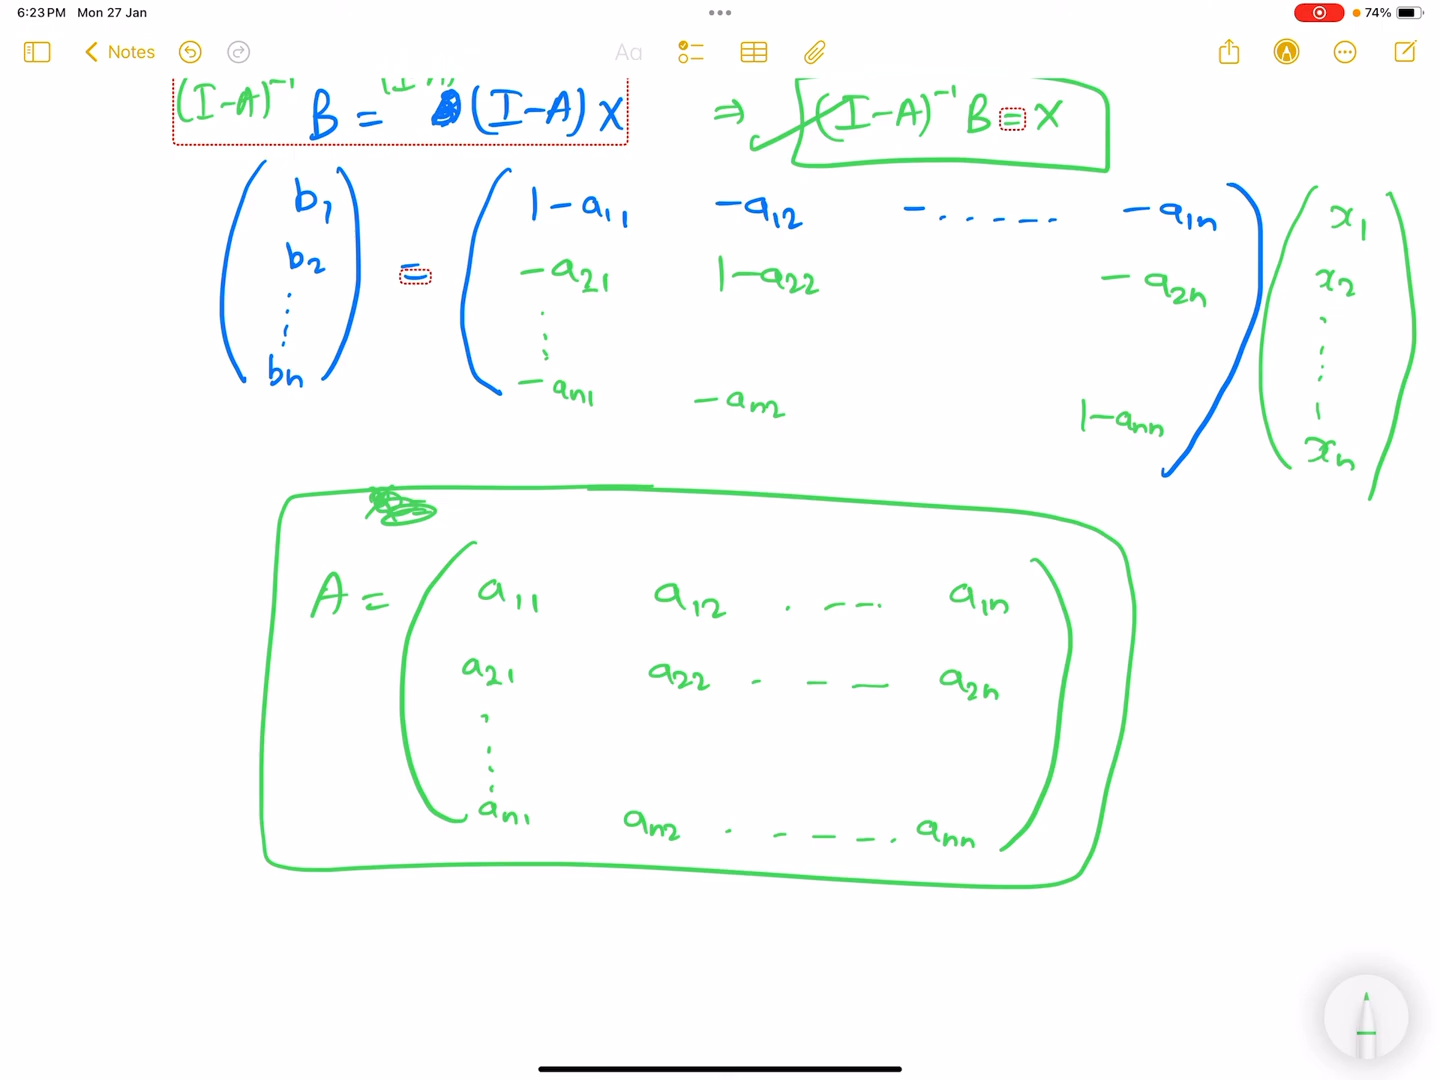 6:23 PM Mon 27 Jan 74%
Notes Aa
(I-A)⁻¹ B = (I-A) X ⇒ (I-A)⁻¹ B = X
b₁ 1-a₁₁ -a₁₂ - . . . . . . -a₁ₙ x₁
b₂ = -a₂₁ 1-a₂₂ -a₂ₙ x₂
bₙ -aₙ₁ -aₙ₂ 1-aₙₙ xₙ
A = a₁₁ a₁₂ . - - . a₁ₙ
a₂₁ a₂₂ . - - a₂ₙ
aₙ₁ aₙ₂ . - - - . aₙₙ